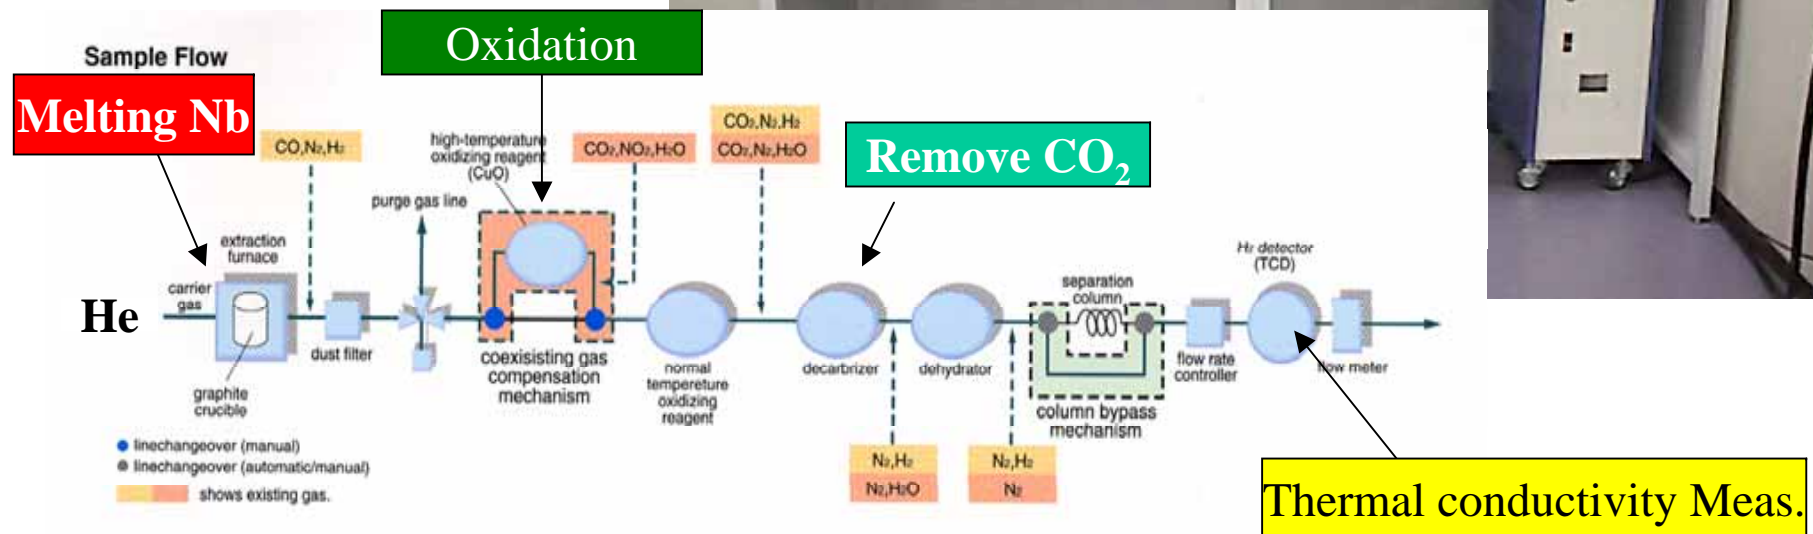 Oxidation
Sample Flow
Melting Nb
CO,N₂,H₂
high-temperature
oxidizing reagent
(CuO)
CO₂,NO₂,H₂O
CO₂,N₂,H₂
CO₂,N₂,H₂O
Remove CO₂
purge gas line
extraction
furnace
carrier
gas
He
H₂ detector
(TCD)
separation
column
dust filter
coexisisting gas
compensation
mechanism
normal
temperеture
oxidizing
reagent
decarbrizer
dehydrator
flow rate
controller
flow meter
graphite
crucible
column bypass
mechanism
linechangeover (manual)
linechangeover (automatic/manual)
shows existing gas.
N₂,H₂
N₂,H₂O
N₂,H₂
N₂
Thermal conductivity Meas.